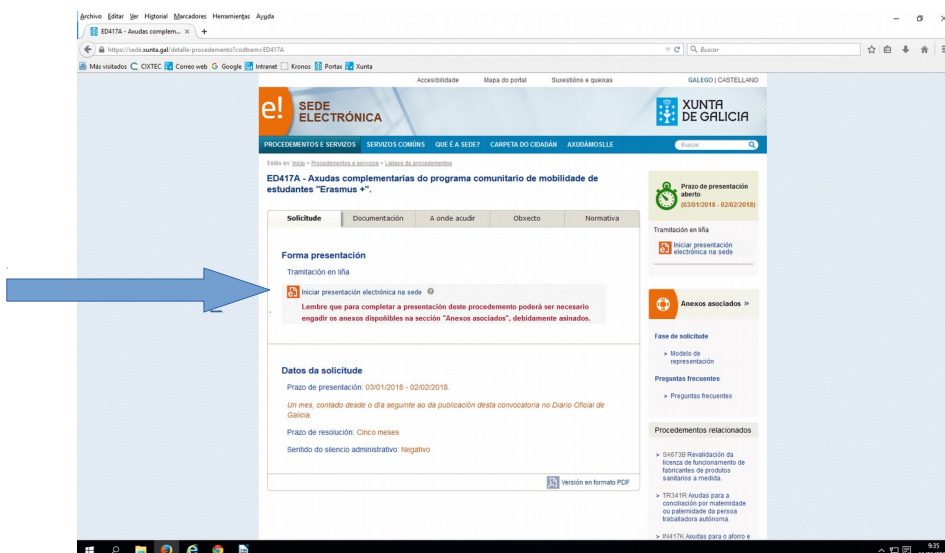 Archivo Editar Ver Historial Marcadores Herramientas Ayuda
ED417A - Axudas complem... × +
https://sede.xunta.gal/detalle-procedemento?codtram=ED417A
Buscar
Más visitados CIXTEC Correo web Google Intranet Kronos Portax Xunta
Accesibilidade Mapa do portal Suxestións e queixas GALEGO | CASTELLANO
e! SEDE
ELECTRÓNICA
XUNTA
DE GALICIA
PROCEDEMENTOS E SERVIZOS SERVIZOS COMÚNS QUE É A SEDE? CARPETA DO CIDADÁN AXUDÁMOSLLE Buscar
Estás en: Inicio > Procedementos e servizos > Listaxe de procedementos
ED417A - Axudas complementarias do programa comunitario de mobilidade de
estudantes "Erasmus +".
Solicitude Documentación A onde acudir Obxecto Normativa
Forma presentación
Tramitación en liña
Iniciar presentación electrónica na sede
Lembre que para completar a presentación deste procedemento poderá ser necesario
engadir os anexos dispoñibles na sección "Anexos asociados", debidamente asinados.
Datos da solicitude
Prazo de presentación: 03/01/2018 - 02/02/2018.
Un mes, contado desde o día seguinte ao da publicación desta convocatoria no Diario Oficial de
Galicia.
Prazo de resolución: Cinco meses
Sentido do silencio administrativo: Negativo
Versión en formato PDF
Prazo de presentación
aberto
(03/01/2018 - 02/02/2018)
Tramitación en liña
Iniciar presentación
electrónica na sede
Anexos asociados »
Fase de solicitude
> Modelo de
representación
Preguntas frecuentes
> Preguntas frecuentes
Procedementos relacionados
> SA673B Revalidación da
licenza de funcionamento de
fabricantes de produtos
sanitarios a medida.
> TR341R Axudas para a
conciliación por maternidade
ou paternidade da persoa
traballadora autónoma.
> IN417K Axudas para o aforro e
9:35